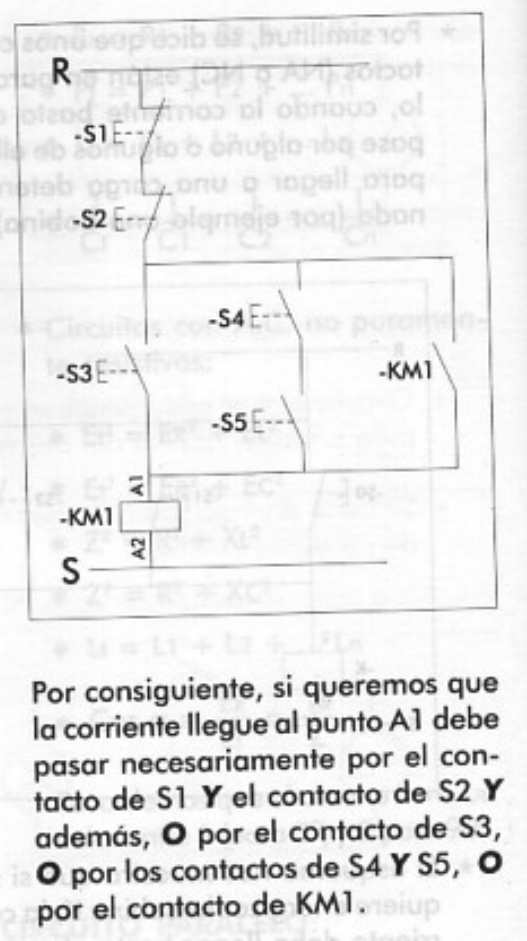 R
-S1
-S2
-S4
-S3
-KM1
-S5
A1
-KM1
A2
S
Por consiguiente, si queremos que
la corriente llegue al punto A1 debe
pasar necesariamente por el con-
tacto de S1 Y el contacto de S2 Y
además, O por el contacto de S3,
O por los contactos de S4 Y S5, O
por el contacto de KM1.